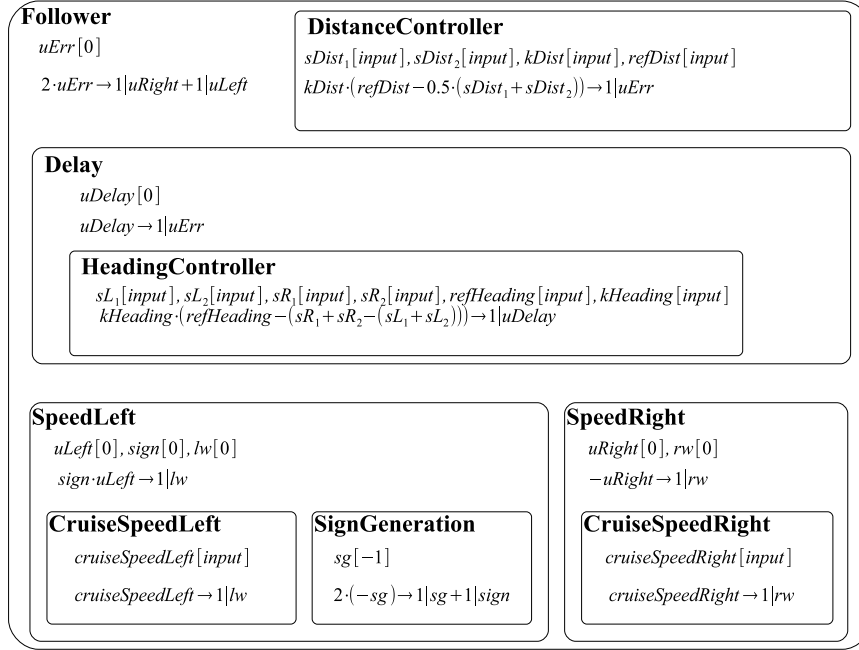 Follower
uErr[0]
2·uErr→1|uRight+1|uLeft
DistanceController
sDist₁[input],sDist₂[input],kDist[input],refDist[input]
kDist·(refDist−0.5·(sDist₁+sDist₂))→1|uErr
Delay
uDelay[0]
uDelay→1|uErr
HeadingController
sL₁[input],sL₂[input],sR₁[input],sR₂[input],refHeading[input],kHeading[input]
kHeading·(refHeading−(sR₁+sR₂−(sL₁+sL₂)))→1|uDelay
SpeedLeft
uLeft[0],sign[0],lw[0]
sign·uLeft→1|lw
CruiseSpeedLeft
cruiseSpeedLeft[input]
cruiseSpeedLeft→1|lw
SignGeneration
sg[−1]
2·(−sg)→1|sg+1|sign
SpeedRight
uRight[0],rw[0]
−uRight→1|rw
CruiseSpeedRight
cruiseSpeedRight[input]
cruiseSpeedRight→1|rw